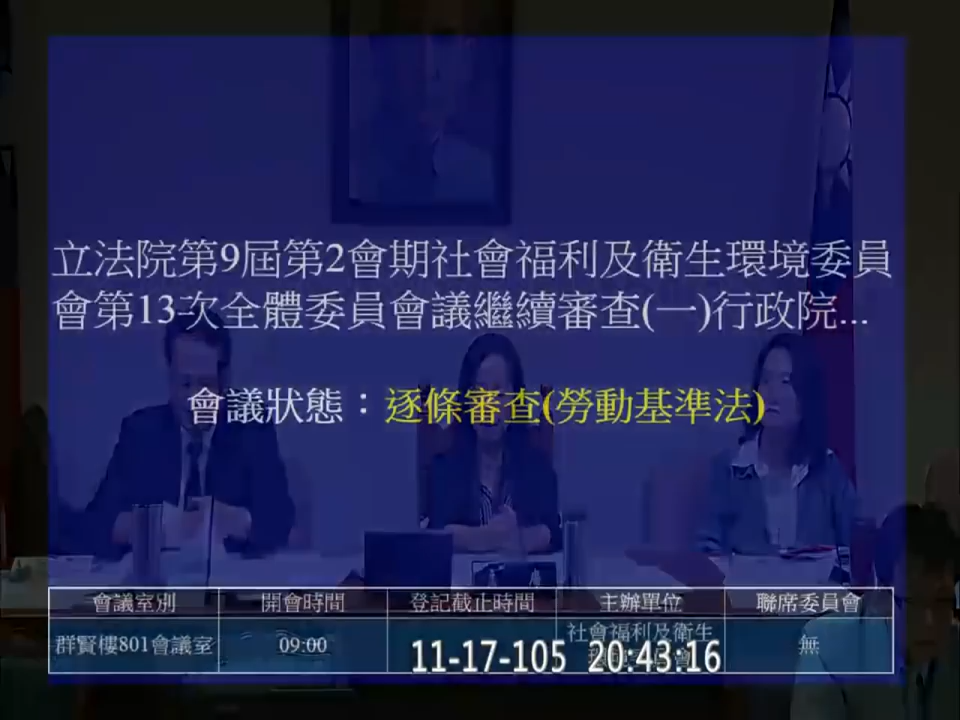 立法院第9屆第2會期社會福利及衛生環境委員
會第13次全體委員會議繼續審查(一)行政院...
會議狀態：逐條審查(勞動基準法)
會議室別 開會時間 登記截止時間 主辦單位 聯席委員會
群賢樓801會議室 09:00 社會福利及衛生 無
11-17-105 20:43:16